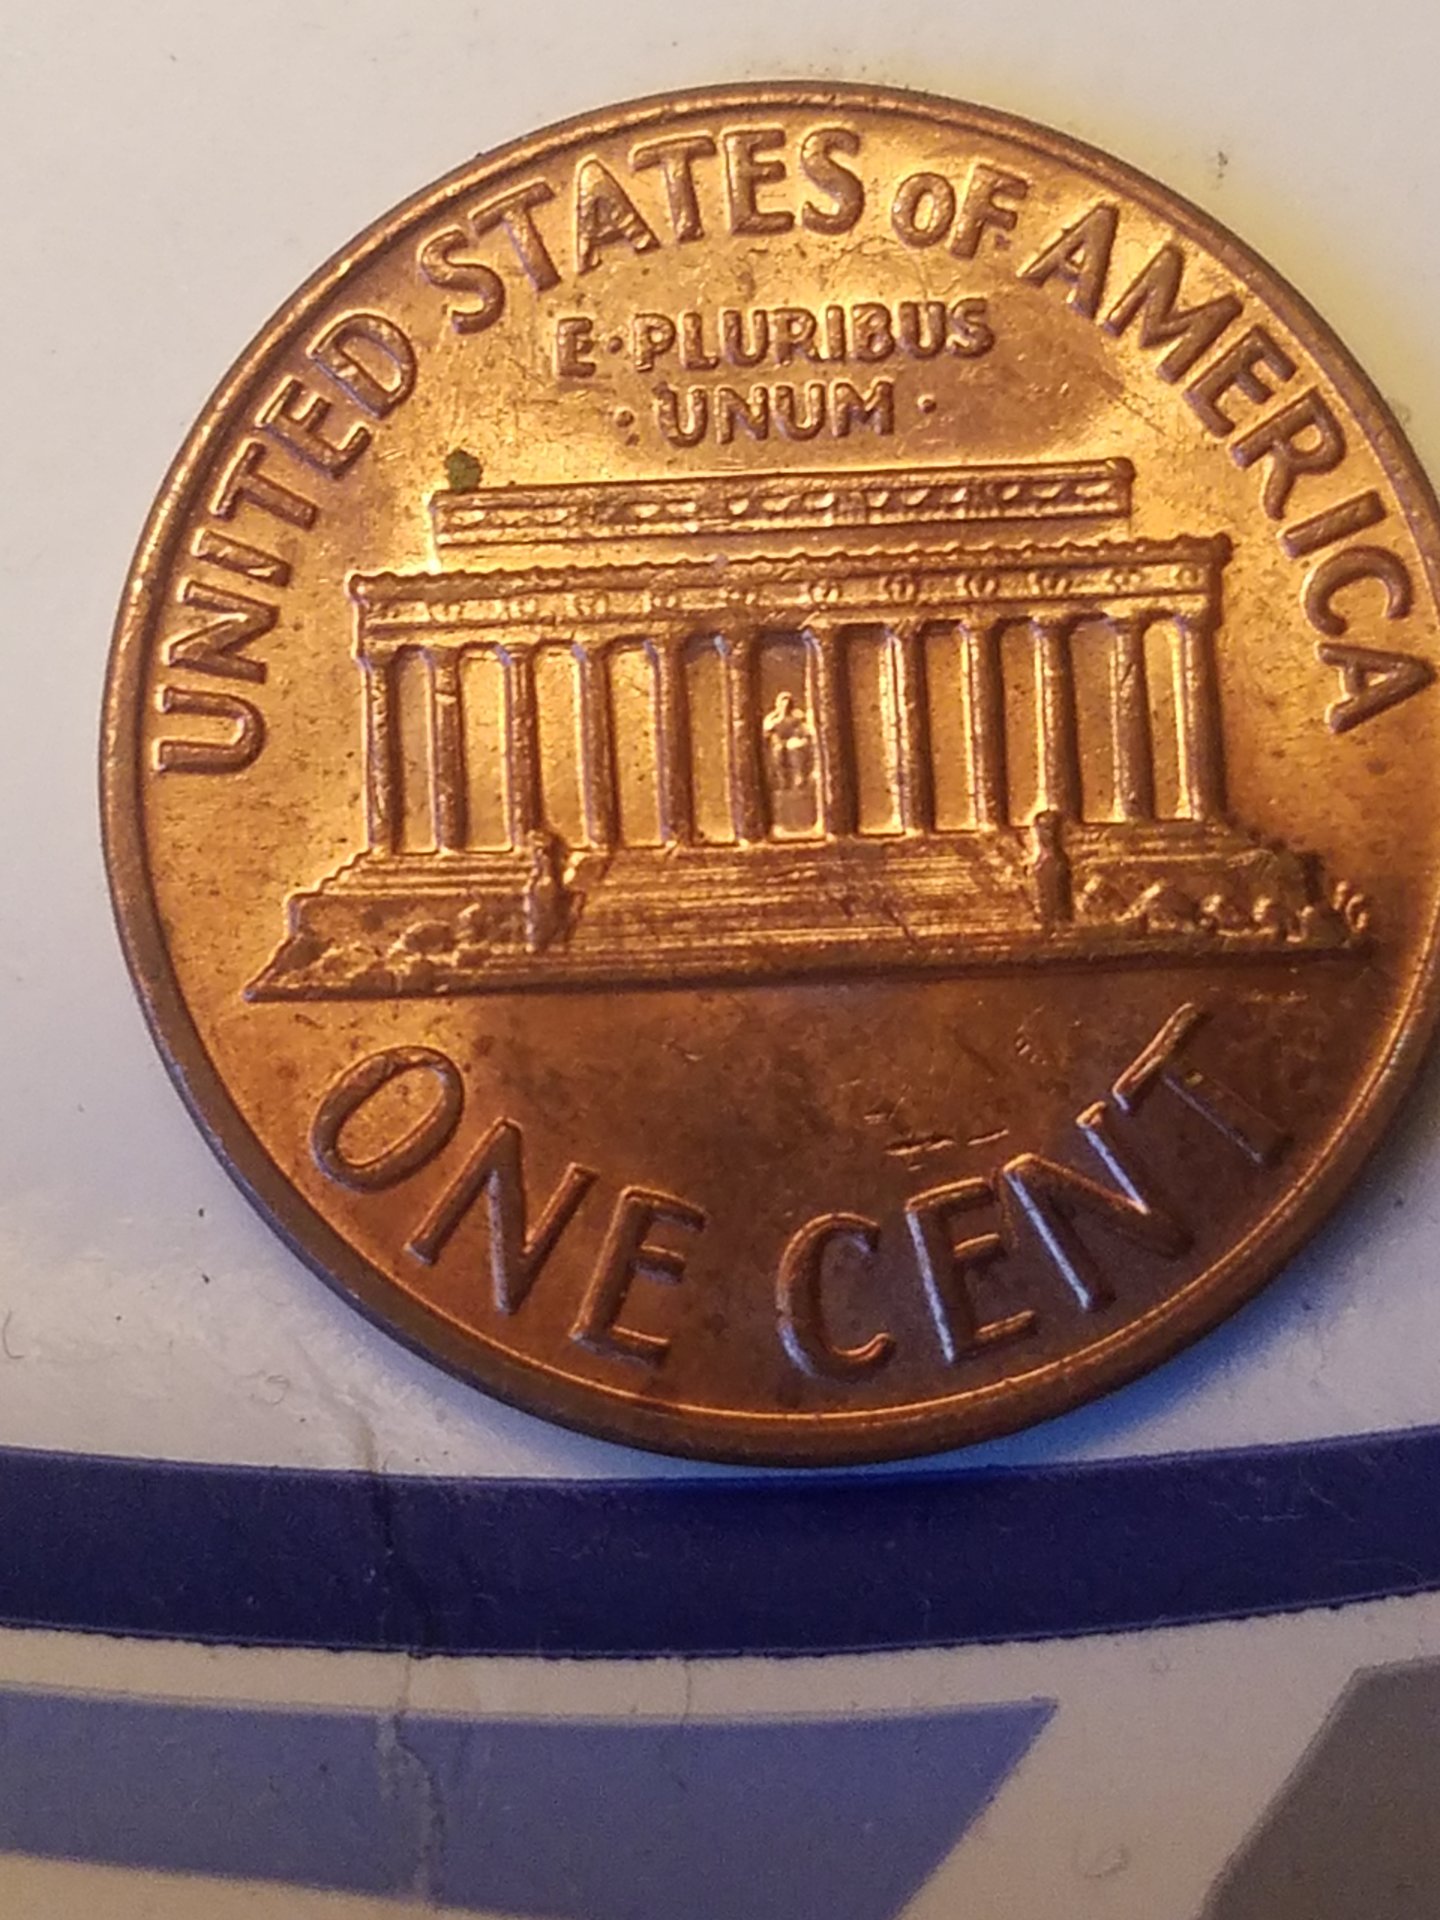 UNITED STATES OF AMERICA
E·PLURIBUS
·UNUM·
ONE CENT